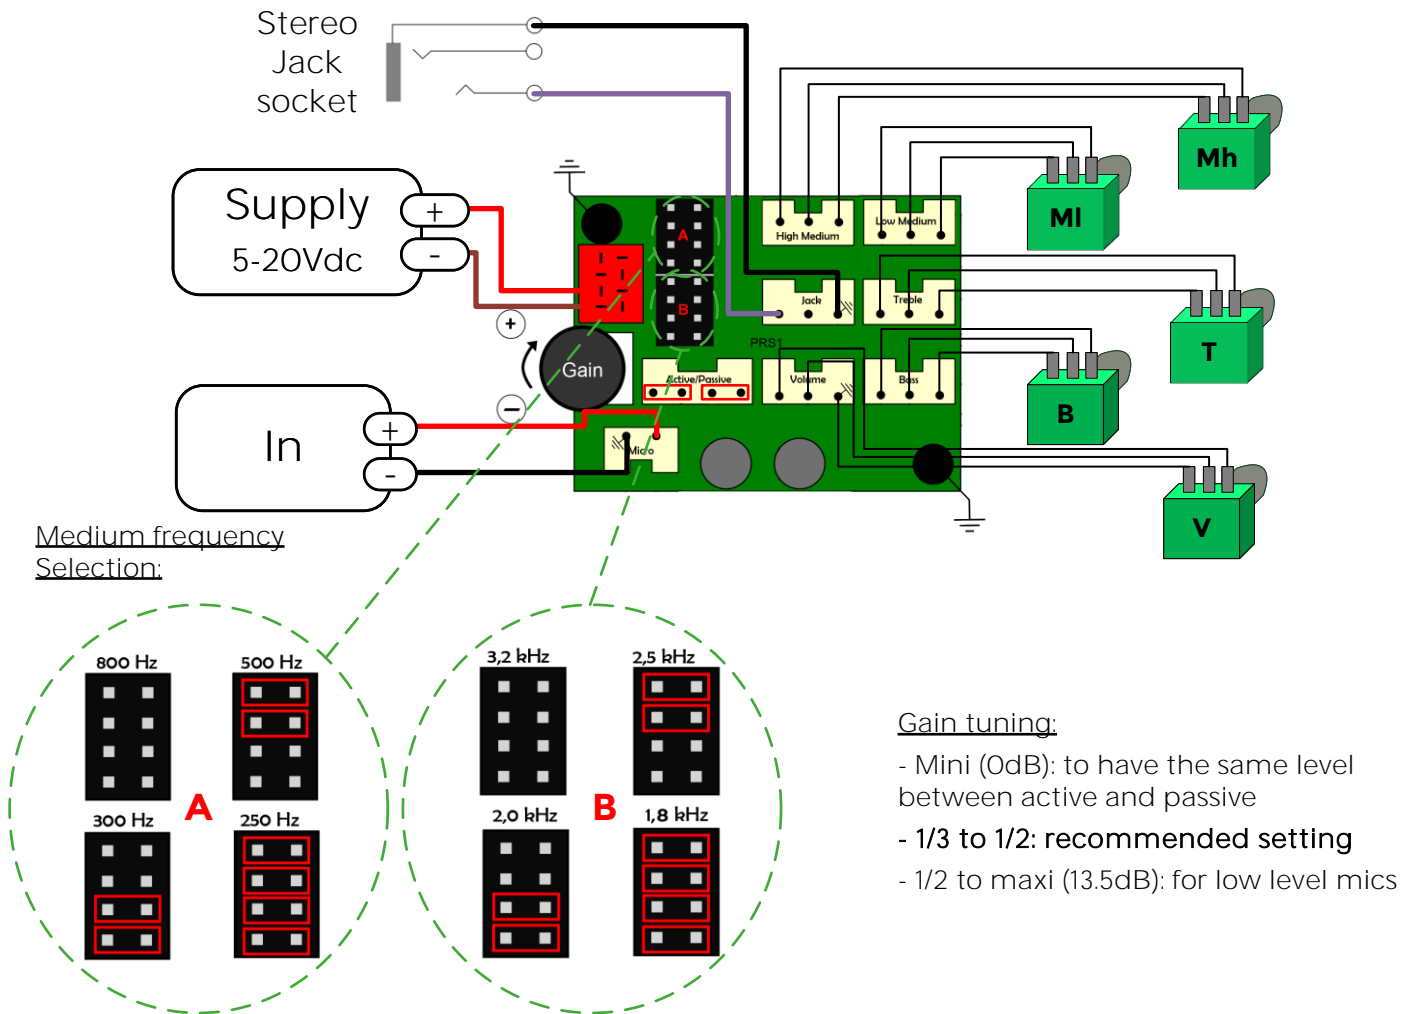 Stereo
Jack
socket
Mh
Ml
Supply
5-20Vdc
+
-
A
B
High Medium
Low Medium
Jack
Treble
T
PRS1
+
Gain
-
Active/Passive
Volume
Bass
B
In
+
-
Micro
V
Medium frequency
Selection:
800 Hz
500 Hz
300 Hz
250 Hz
A
3,2 kHz
2,5 kHz
2,0 kHz
1,8 kHz
B
Gain tuning:
- Mini (0dB): to have the same level
between active and passive
- 1/3 to 1/2: recommended setting
- 1/2 to maxi (13.5dB): for low level mics